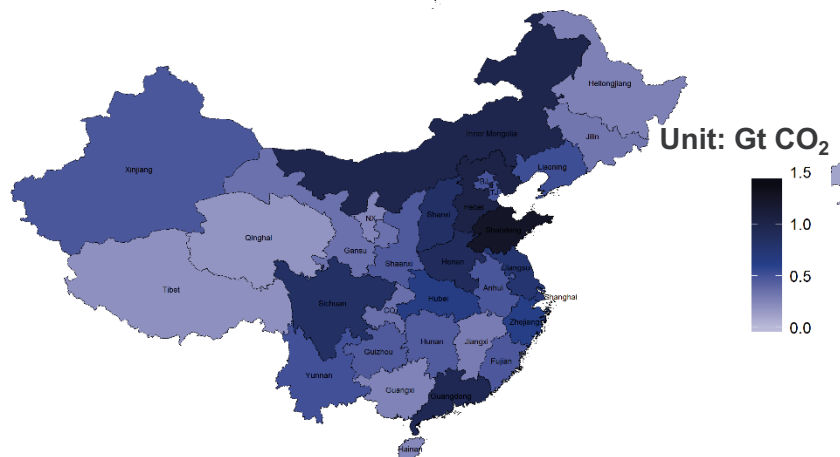 Heilongjiang
Jilin
Inner Mongolia
Unit: Gt CO₂
Liaoning
Xinjiang
1.5
1.0
0.5
0.0
BJ
TJ
Hebei
Shanxi
NX
Shandong
Qinghai
Gansu
Shaanxi
Henan
Jiangsu
Tibet
Anhui
Shanghai
Sichuan
Hubei
CQ
Zhejiang
Hunan
Jiangxi
Guizhou
Fujian
Yunnan
Guangxi
Guangdong
Hainan